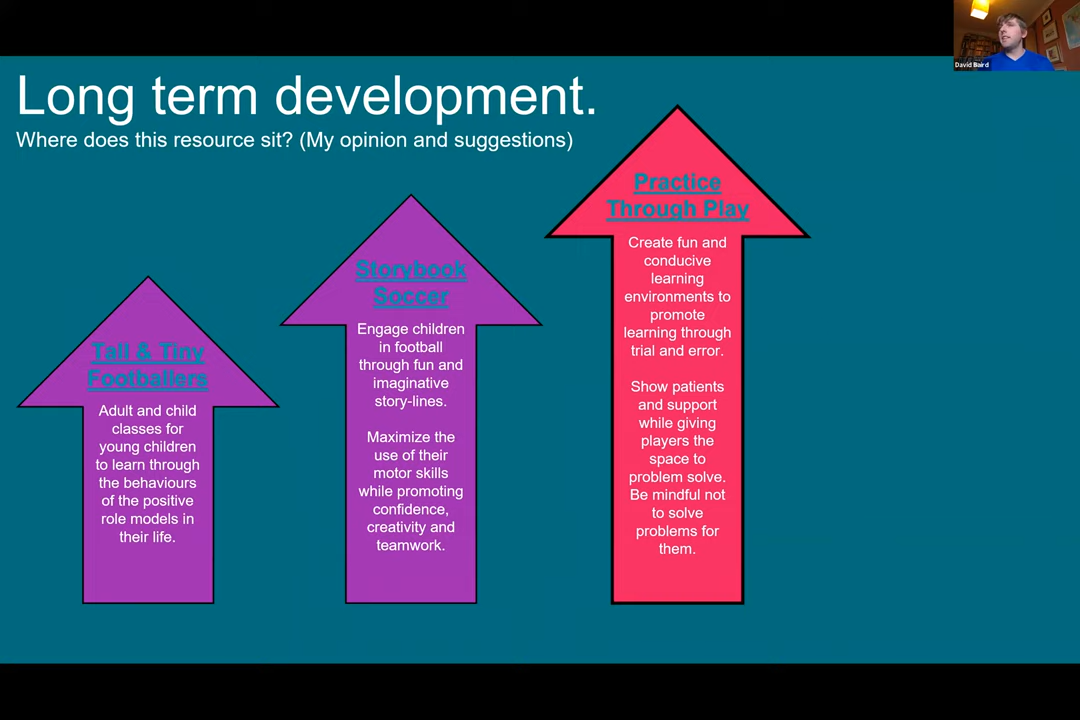 Long term development.
Where does this resource sit? (My opinion and suggestions)
David Baird
Tall & Tiny
Footballers
Adult and child
classes for
young children
to learn through
the behaviours
of the positive
role models in
their life.
Storybook
Soccer
Engage children
in football
through fun and
imaginative
story-lines.
Maximize the
use of their
motor skills
while promoting
confidence,
creativity and
teamwork.
Practice
Through Play
Create fun and
conducive
learning
environments to
promote
learning through
trial and error.
Show patients
and support
while giving
players the
space to
problem solve.
Be mindful not
to solve
problems for
them.